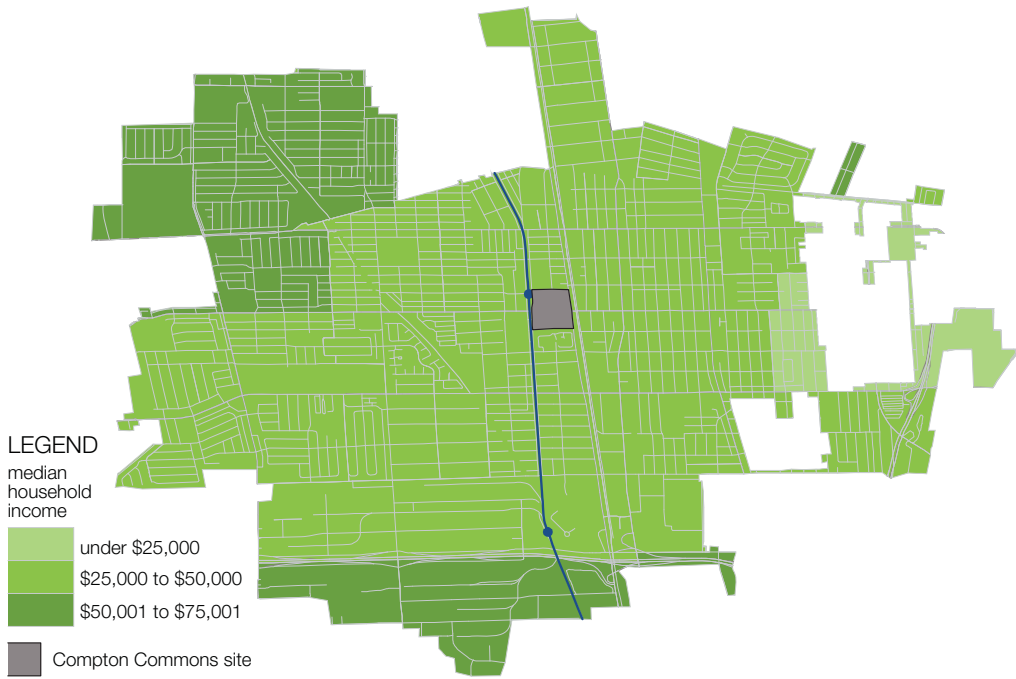 LEGEND
median
household
income
under $25,000
$25,000 to $50,000
$50,001 to $75,001
Compton Commons site